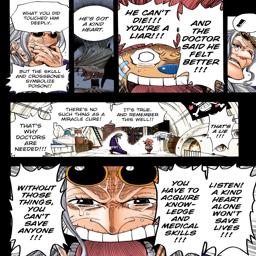 !
AND
THE
DOCTOR
SAID HE
FELT
BETTER
!!!
HE CAN'T
DIE!!!
YOU'RE A
LIAR!!!
HE'S GOT
A KIND
HEART.
WHAT YOU DID
TOUCHED HIM
DEEPLY.
BUT THE SKULL
AND CROSSBONES
SYMBOLIZE
POISON!!
THAT'S
A LIE
!!!
IT'S TRUE.
AND REMEMBER
THIS WELL!!
THERE'S
NO SUCH
THING AS A
MIRACLE CURE!
THAT'S
WHY
DOCTORS
ARE
NEEDED!!!
LISTEN!
A KIND
HEART
ALONE
WON'T
SAVE
LIVES
!!!
YOU
HAVE TO
ACQUIRE
KNOW-
LEDGE
AND
MEDICAL
SKILLS
!!!
WITHOUT
THOSE
THINGS,
YOU
CAN'T
SAVE
ANYONE
!!!